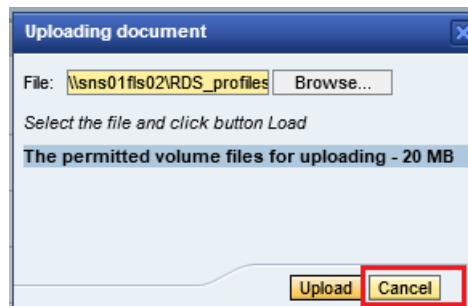 Uploading document
File: \\sns01fls02\RDS_profiles Browse...
Select the file and click button Load
The permitted volume files for uploading - 20 MB
Upload Cancel